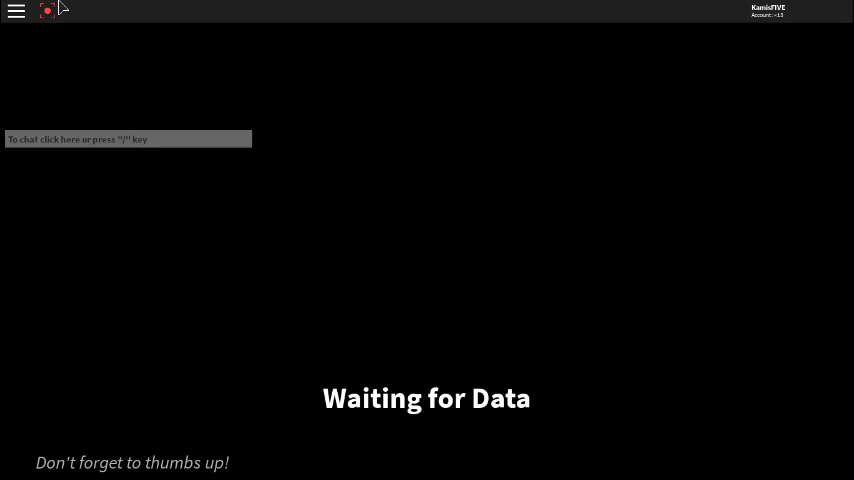 KamisFIVE
Account: <13
To chat click here or press "/" key
Waiting for Data
Don't forget to thumbs up!